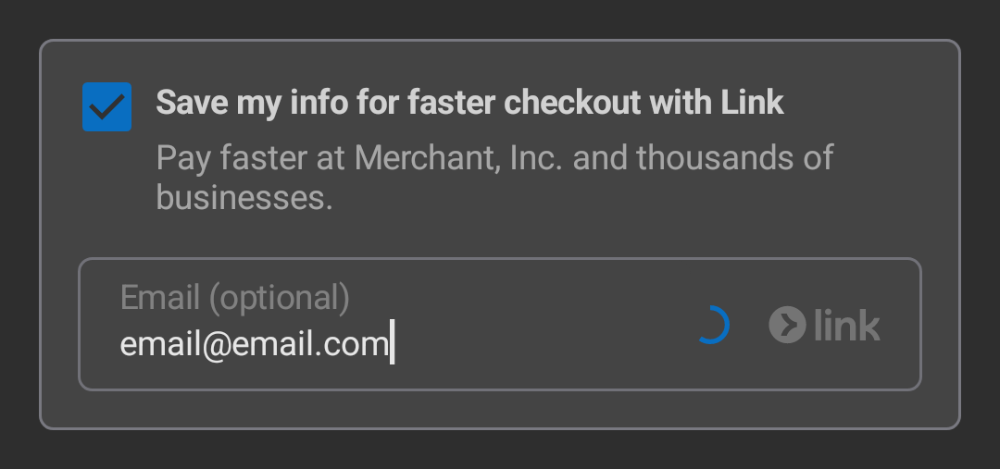 Save my info for faster checkout with Link
Pay faster at Merchant, Inc. and thousands of
businesses.
Email (optional)
email@email.com
link